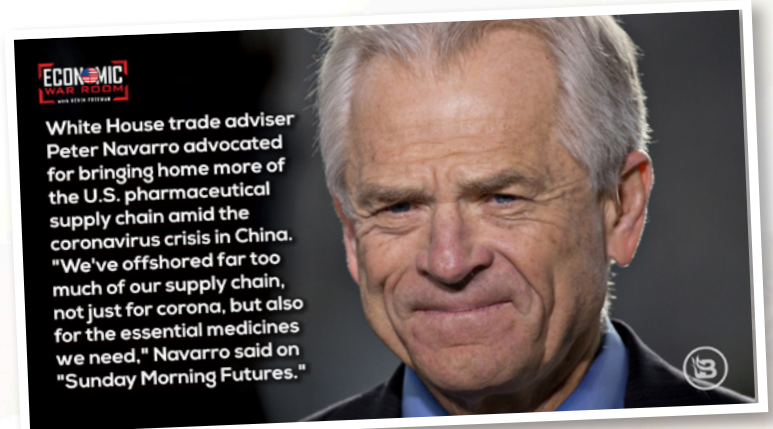 ECONOMIC
WAR ROOM
with KEVIN FREEMAN
White House trade adviser
Peter Navarro advocated
for bringing home more of
the U.S. pharmaceutical
supply chain amid the
coronavirus crisis in China.
"We've offshored far too
much of our supply chain,
not just for corona, but also
for the essential medicines
we need," Navarro said on
"Sunday Morning Futures."
B